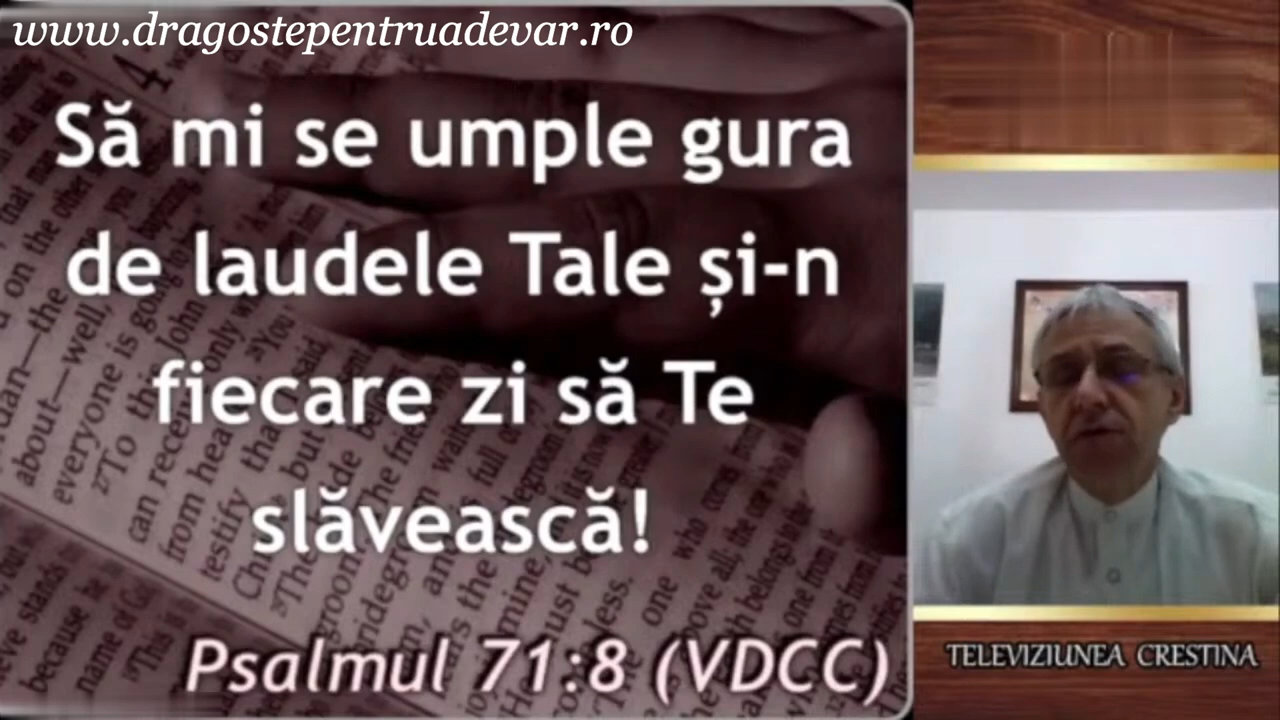 www.dragostepentruadevar.ro
Să mi se umple gura
de laudele Tale și-n
fiecare zi să Te
slăvească!
Psalmul 71:8 (VDCC)
TELEVIZIUNEA CRESTINA